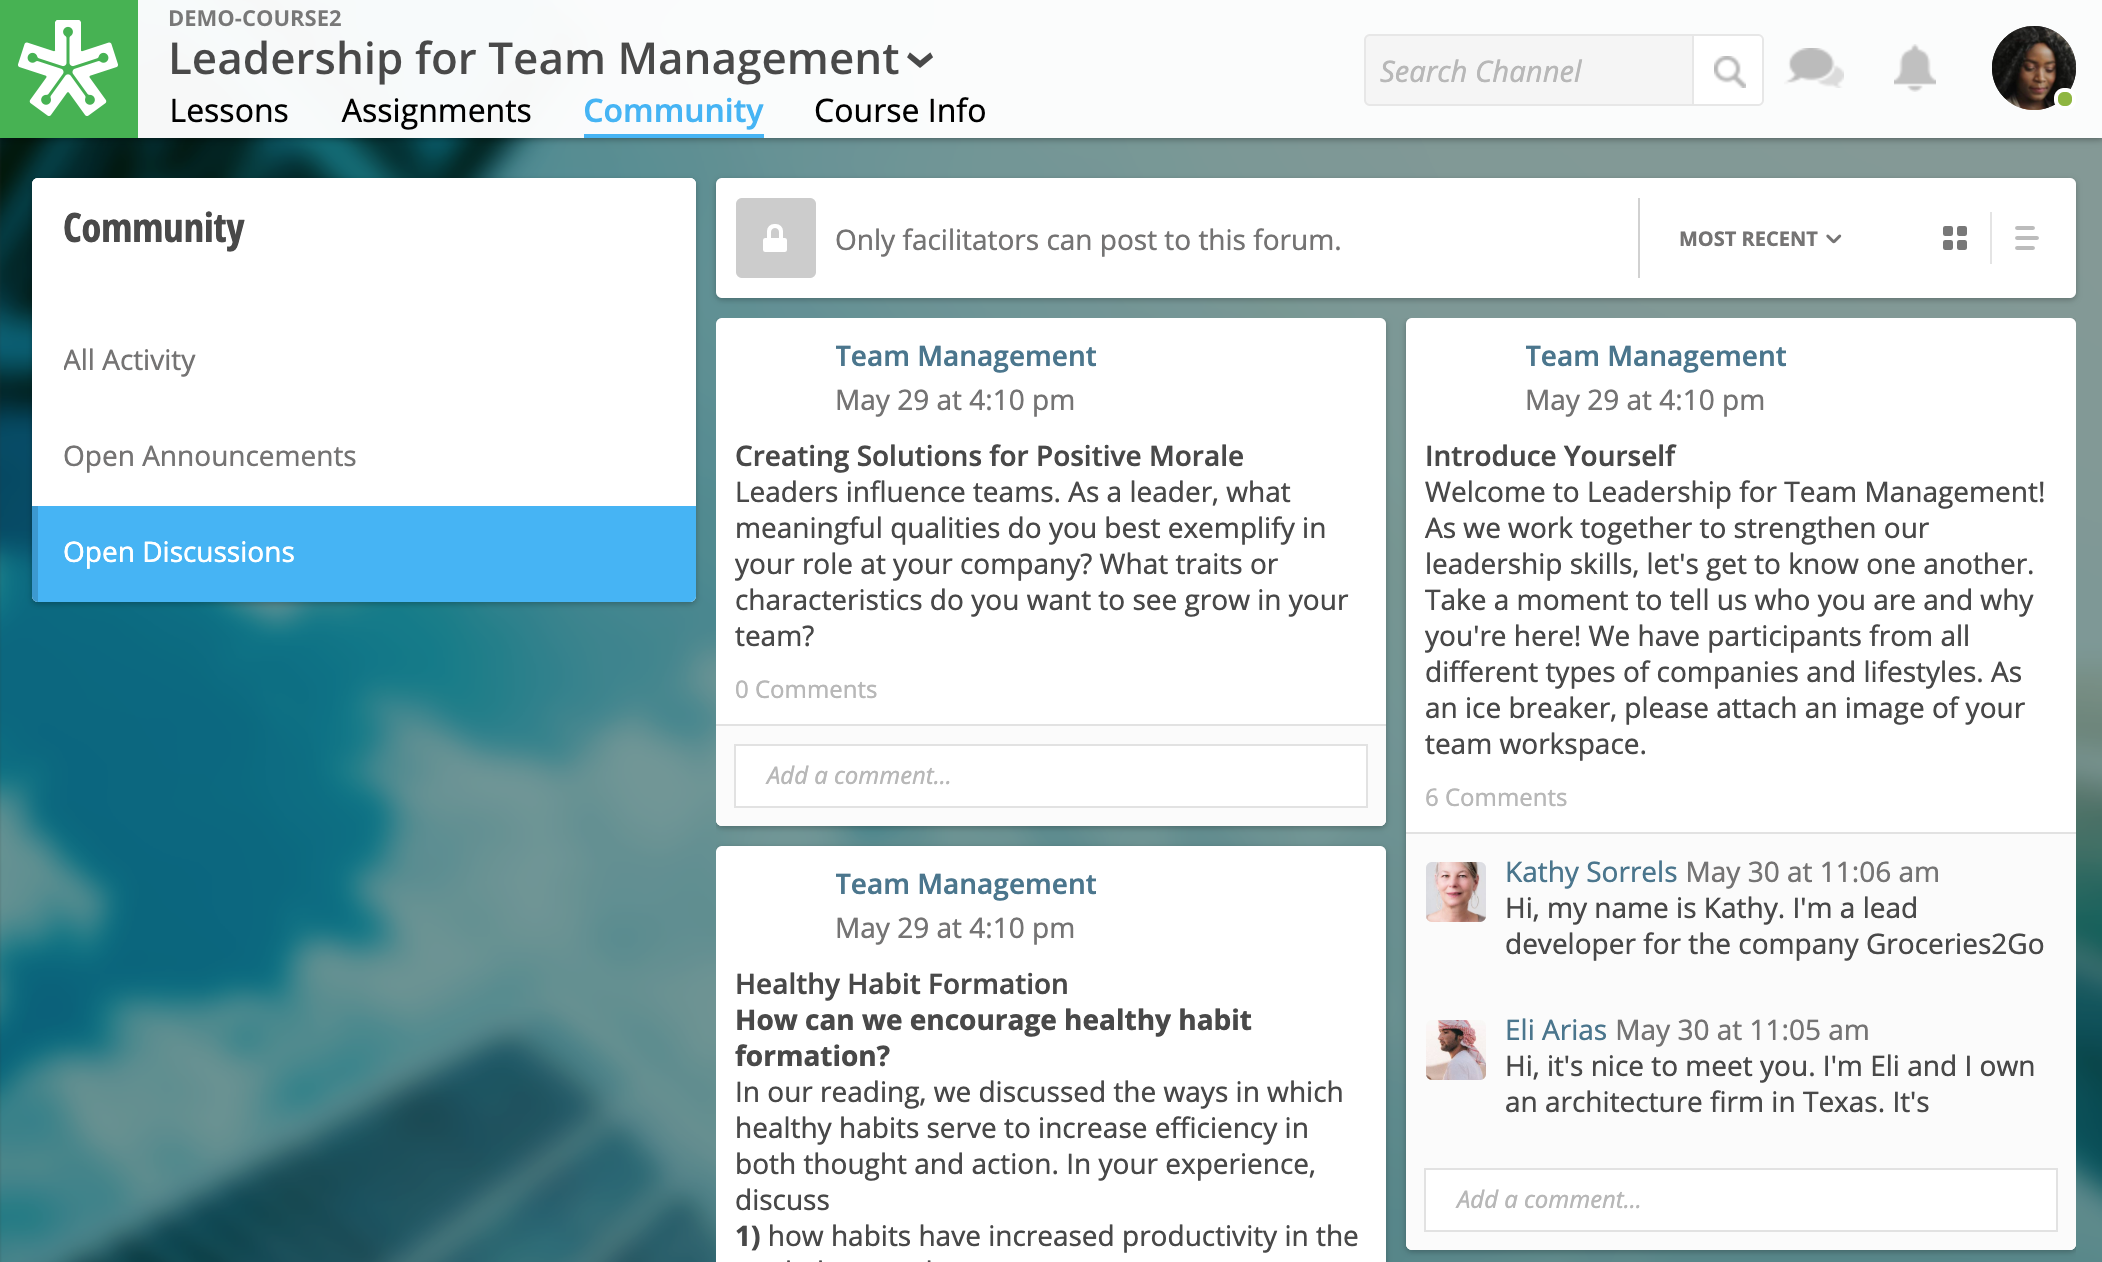 DEMO-COURSE2
Leadership for Team Management
Lessons Assignments Community Course Info
Search Channel
Community
All Activity
Open Announcements
Open Discussions
Only facilitators can post to this forum.
MOST RECENT
Team Management
May 29 at 4:10 pm
Creating Solutions for Positive Morale
Leaders influence teams. As a leader, what
meaningful qualities do you best exemplify in
your role at your company? What traits or
characteristics do you want to see grow in your
team?
0 Comments
Add a comment...
Team Management
May 29 at 4:10 pm
Healthy Habit Formation
How can we encourage healthy habit
formation?
In our reading, we discussed the ways in which
healthy habits serve to increase efficiency in
both thought and action. In your experience,
discuss
1) how habits have increased productivity in the
Team Management
May 29 at 4:10 pm
Introduce Yourself
Welcome to Leadership for Team Management!
As we work together to strengthen our
leadership skills, let's get to know one another.
Take a moment to tell us who you are and why
you're here! We have participants from all
different types of companies and lifestyles. As
an ice breaker, please attach an image of your
team workspace.
6 Comments
Kathy Sorrels May 30 at 11:06 am
Hi, my name is Kathy. I'm a lead
developer for the company Groceries2Go
Eli Arias May 30 at 11:05 am
Hi, it's nice to meet you. I'm Eli and I own
an architecture firm in Texas. It's
Add a comment...